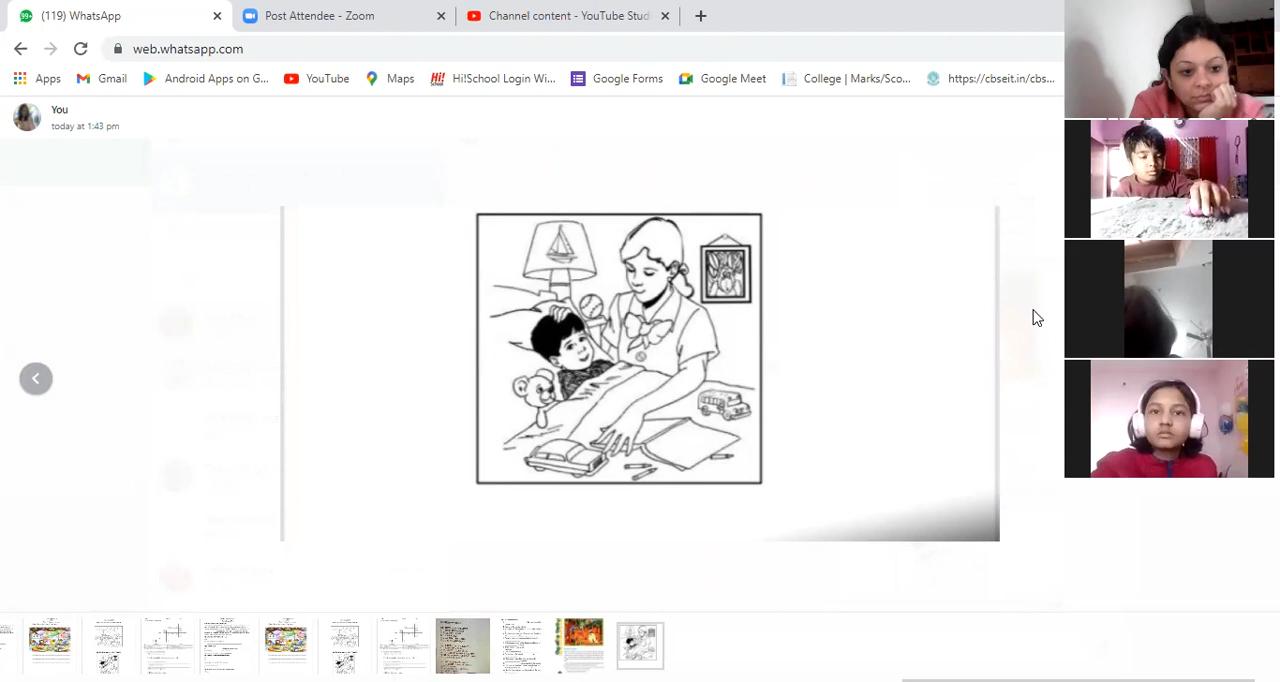 (119) WhatsApp
Post Attendee - Zoom
Channel content - YouTube Stud
web.whatsapp.com
Apps
Gmail
Android Apps on G...
YouTube
Maps
Hi!
Hi!School Login Wi...
Google Forms
Google Meet
College | Marks/Sco...
https://cbseit.in/cbs...
You
today at 1:43 pm